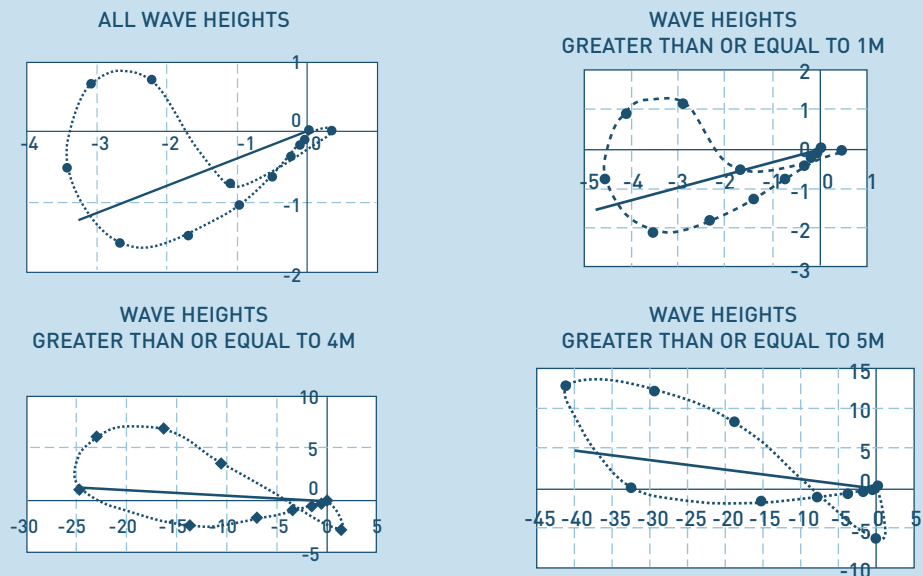 ALL WAVE HEIGHTS
1
0
-4 -3 -2 -1 0
-1
-2
WAVE HEIGHTS
GREATER THAN OR EQUAL TO 1M
2
1
0
-5 -4 -3 -2 -1 0 1
-1
-2
-3
WAVE HEIGHTS
GREATER THAN OR EQUAL TO 4M
10
5
0
-30 -25 -20 -15 -10 -5 0 5
-5
WAVE HEIGHTS
GREATER THAN OR EQUAL TO 5M
15
10
5
0
-45 -40 -35 -30 -25 20 -15 -10 -5 0 5
-5
-10